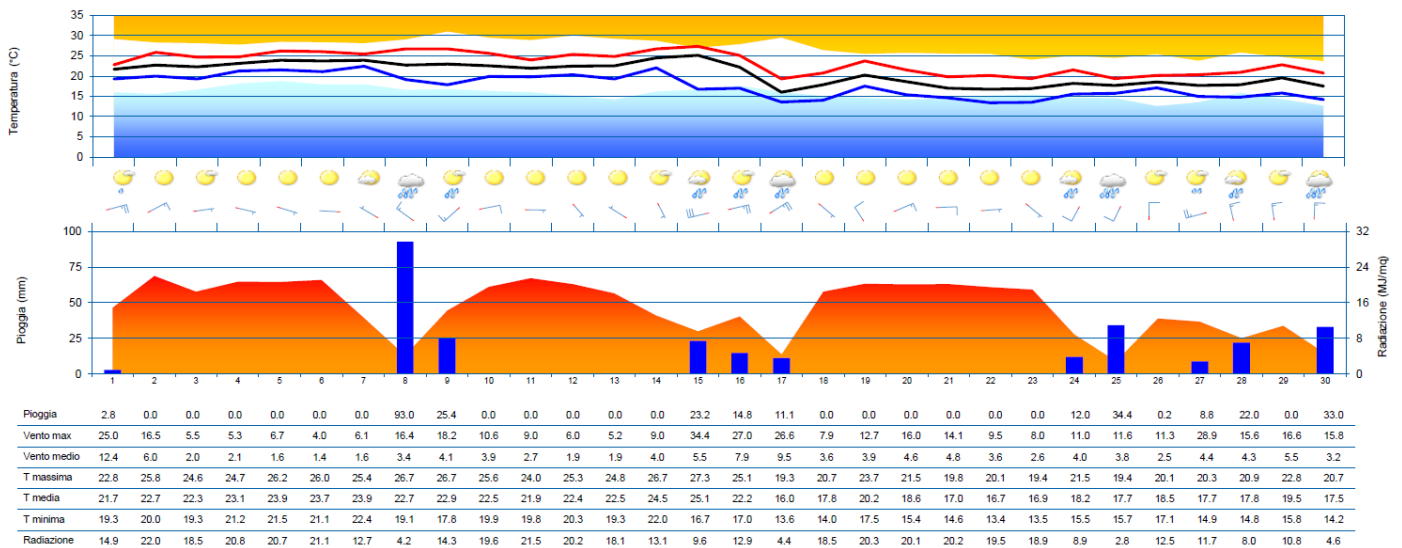 Temperatura (°C)
35
30
25
20
15
10
5
0
Pioggia (mm)
100
75
50
25
0
Radiazione (MJ/mq)
32
24
16
8
0
1 2 3 4 5 6 7 8 9 10 11 12 13 14 15 16 17 18 19 20 21 22 23 24 25 26 27 28 29 30
Pioggia 2.8 0.0 0.0 0.0 0.0 0.0 0.0 93.0 25.4 0.0 0.0 0.0 0.0 0.0 23.2 14.8 11.1 0.0 0.0 0.0 0.0 0.0 0.0 12.0 34.4 0.2 8.8 22.0 0.0 33.0
Vento max 25.0 16.5 5.5 5.3 6.7 4.0 6.1 16.4 18.2 10.6 9.0 6.0 5.2 9.0 34.4 27.0 26.6 7.9 12.7 16.0 14.1 9.5 8.0 11.0 11.6 11.3 28.9 15.6 16.6 15.8
Vento medio 12.4 6.0 2.0 2.1 1.6 1.4 1.6 3.4 4.1 3.9 2.7 1.9 1.9 4.0 5.5 7.9 9.5 3.6 3.9 4.6 4.8 3.6 2.6 4.0 3.8 2.5 4.4 4.3 5.5 3.2
T massima 22.8 25.8 24.6 24.7 26.2 26.0 25.4 26.7 26.7 25.6 24.0 25.3 24.8 26.7 27.3 25.1 19.3 20.7 23.7 21.5 19.8 20.1 19.4 21.5 19.4 20.1 20.3 20.9 22.8 20.7
T media 21.7 22.7 22.3 23.1 23.9 23.7 23.9 22.7 22.9 22.5 21.9 22.4 22.5 24.5 25.1 22.2 16.0 17.8 20.2 18.6 17.0 16.7 16.9 18.2 17.7 18.5 17.7 17.8 19.5 17.5
T minima 19.3 20.0 19.3 21.2 21.5 21.1 22.4 19.1 17.8 19.9 19.8 20.3 19.3 22.0 16.7 17.0 13.6 14.0 17.5 15.4 14.6 13.4 13.5 15.5 15.7 17.1 14.9 14.8 15.8 14.2
Radiazione 14.9 22.0 18.5 20.8 20.7 21.1 12.7 4.2 14.3 19.6 21.5 20.2 18.1 13.1 9.6 12.9 4.4 18.5 20.3 20.1 20.2 19.5 18.9 8.9 2.8 12.5 11.7 8.0 10.8 4.6